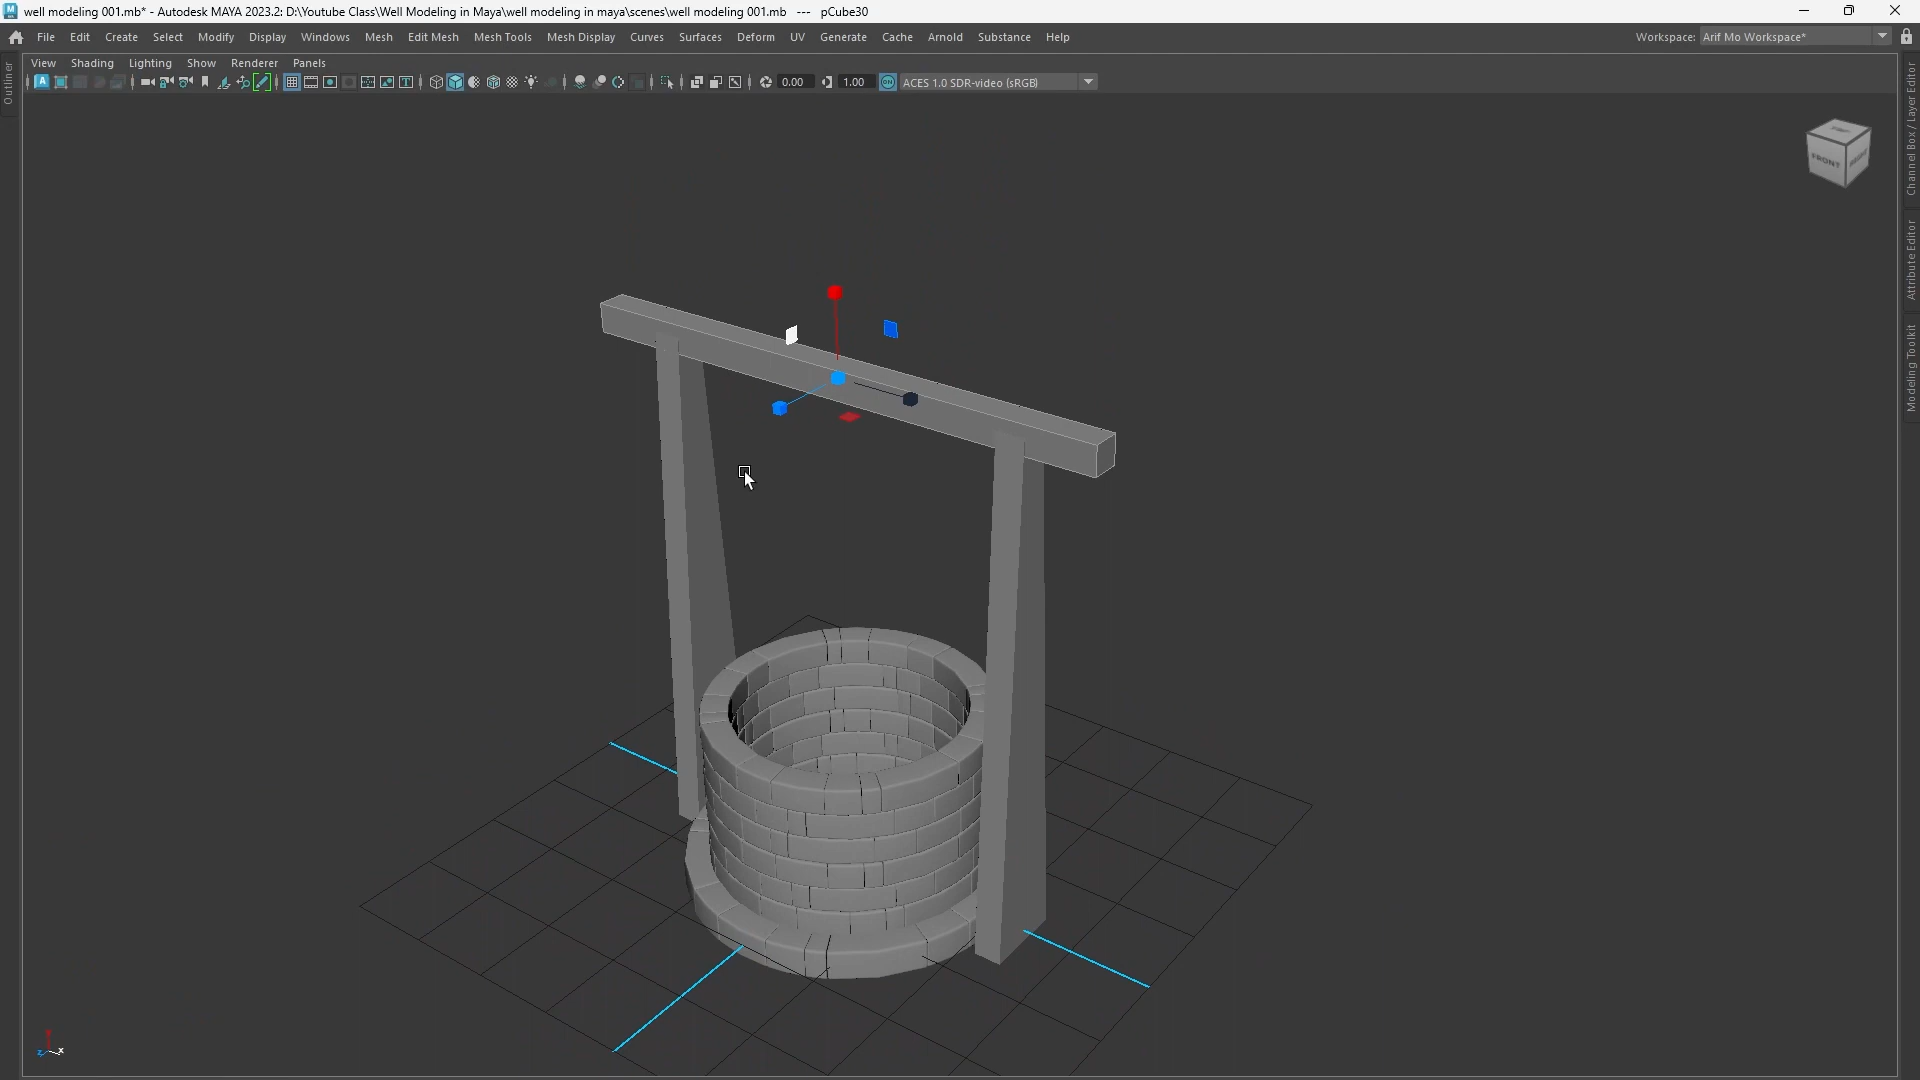 well modeling 001.mb* - Autodesk MAYA 2023.2: D:\Youtube Class\Well Modeling in Maya\well modeling in maya\scenes\well modeling 001.mb --- pCube30
File Edit Create Select Modify Display Windows Mesh Edit Mesh Mesh Tools Mesh Display Curves Surfaces Deform UV Generate Cache Arnold Substance Help Workspace: Arif Mo Workspace*
View Shading Lighting Show Renderer Panels
0.00 1.00 ON ACES 1.0 SDR-video (sRGB)
Outliner
Channel Box / Layer Editor
Attribute Editor
Modeling Toolkit
FRONT
z x